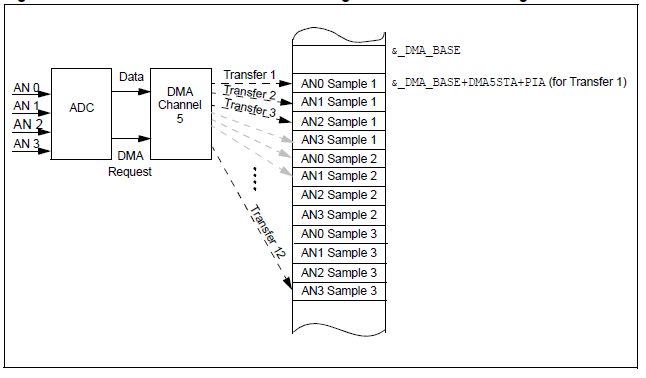 &_DMA_BASE
Data
Transfer 1
AN0 Sample 1
&_DMA_BASE+DMA5STA+PIA (for Transfer 1)
AN 0
AN 1
AN 2
AN 3
ADC
DMA
Channel
5
Transfer 2
AN1 Sample 1
Transfer 3
AN2 Sample 1
AN3 Sample 1
DMA
Request
AN0 Sample 2
AN1 Sample 2
AN2 Sample 2
AN3 Sample 2
Transfer 12
AN0 Sample 3
AN1 Sample 3
AN2 Sample 3
AN3 Sample 3